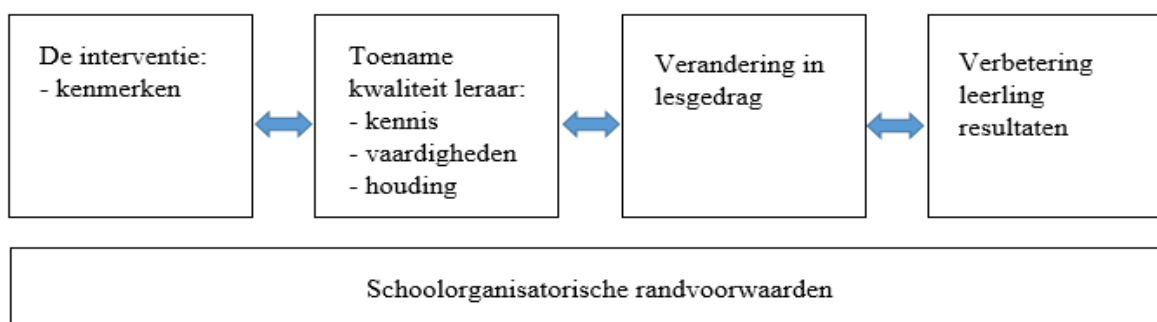 De interventie:
- kenmerken
Toename
kwaliteit leraar:
- kennis
- vaardigheden
- houding
Verandering in
lesgedrag
Verbetering
leerling
resultaten
Schoolorganisatorische randvoorwaarden